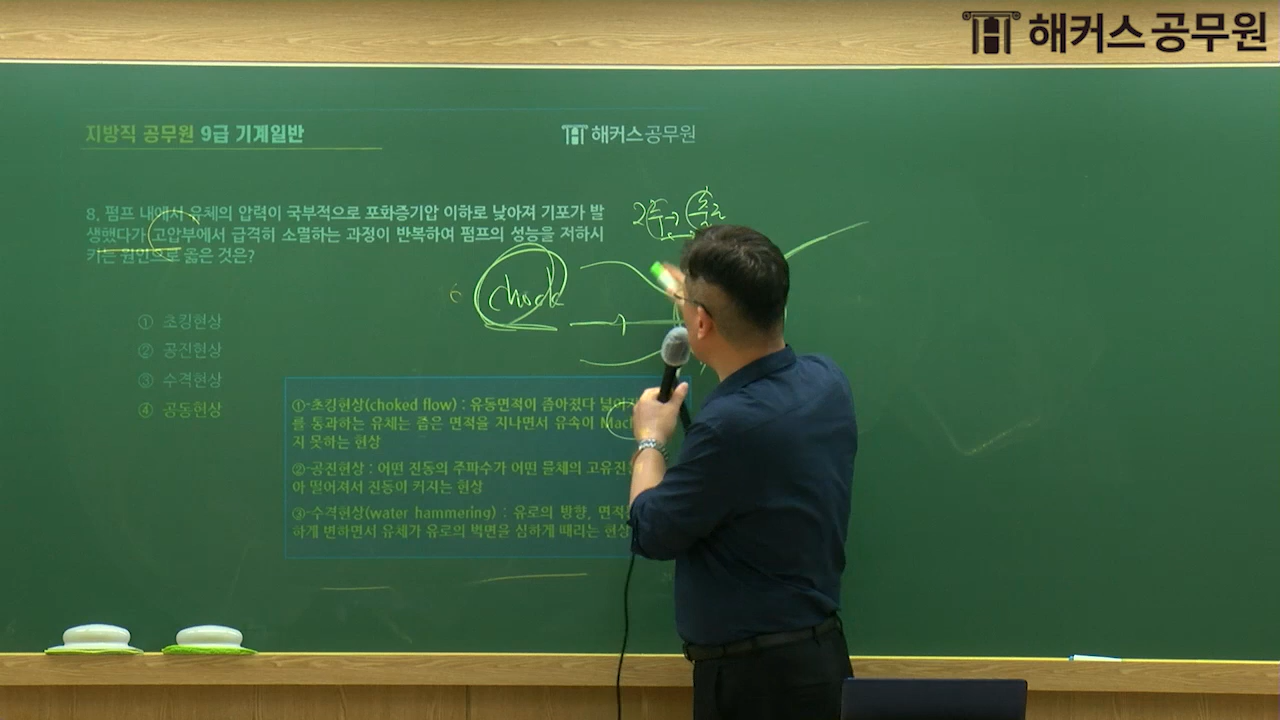 해커스공무원
지방직 공무원 9급 기계일반
해커스공무원
8. 펌프 내에서 유체의 압력이 국부적으로 포화증기압 이하로 낮아져 기포가 발
생했다가 고압부에서 급격히 소멸하는 과정이 반복하여 펌프의 성능을 저하시
키는 원인으로 옳은 것은?
chock
① 초킹현상
② 공진현상
③ 수격현상
④ 공동현상
① 초킹현상(choked flow) : 유동면적이 좁아졌다
를 통과하는 유체는 좁은 면적을 지나면서 유속이
지 못하는 현상
② 공진현상 : 어떤 진동의 주파수가 어떤 물체의
아 떨어져서 진동이 커지는 현상
③ 수격현상(water hammering) : 유로의 방향,
하게 변하면서 유체가 유로의 벽면을 심하게 때리는 현상